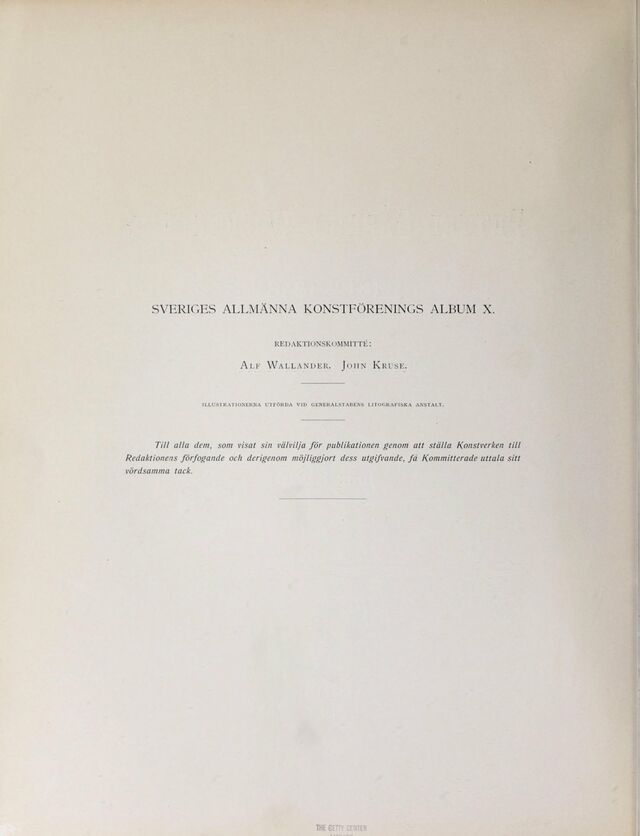 SVERIGES ALLMÄNNA KONSTFÖRENINGS ALBUM X.
REDAKTIONSKOMMITTÉ:
ALF WALLANDER. JOHN KRUSE.
ILLUSTRATIONERNA UTFÖRDA VID GENERALSTABENS LITOGRAFISKA ANSTALT.
Till alla dem, som visat sin välvilja för publikationen genom att ställa Konstverken till
Redaktionens förfogande och derigenom möjliggjort dess utgifvande, få Kommitterade uttala sitt
vördsamma tack.
THE GETTY CENTER